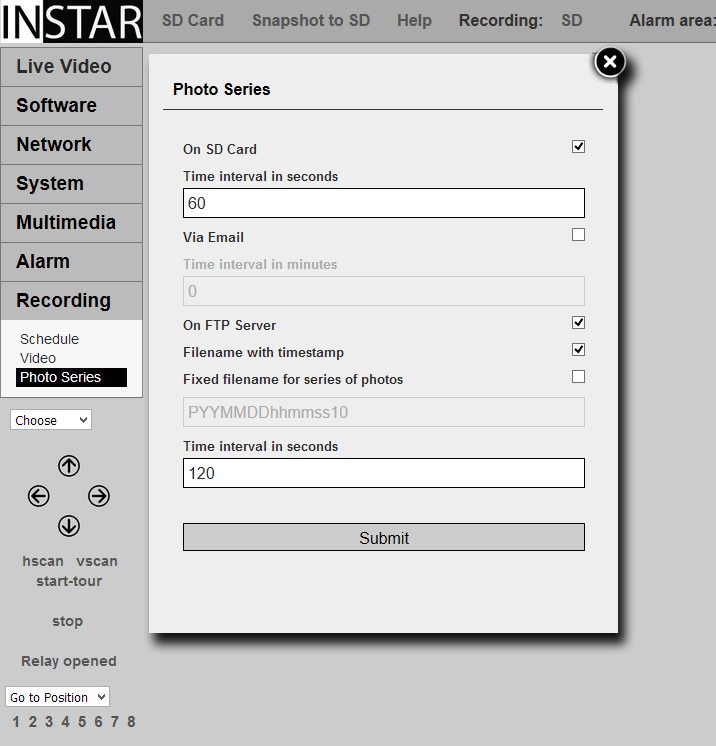 INSTAR
SD Card Snapshot to SD Help Recording: SD Alarm area:
Live Video
Software
Network
System
Multimedia
Alarm
Recording
Schedule
Video
Photo Series
Choose
hscan vscan
start-tour
stop
Relay opened
Go to Position
1 2 3 4 5 6 7 8
Photo Series
On SD Card
Time interval in seconds
60
Via Email
Time interval in minutes
0
On FTP Server
Filename with timestamp
Fixed filename for series of photos
PYYMMDDhhmmss10
Time interval in seconds
120
Submit